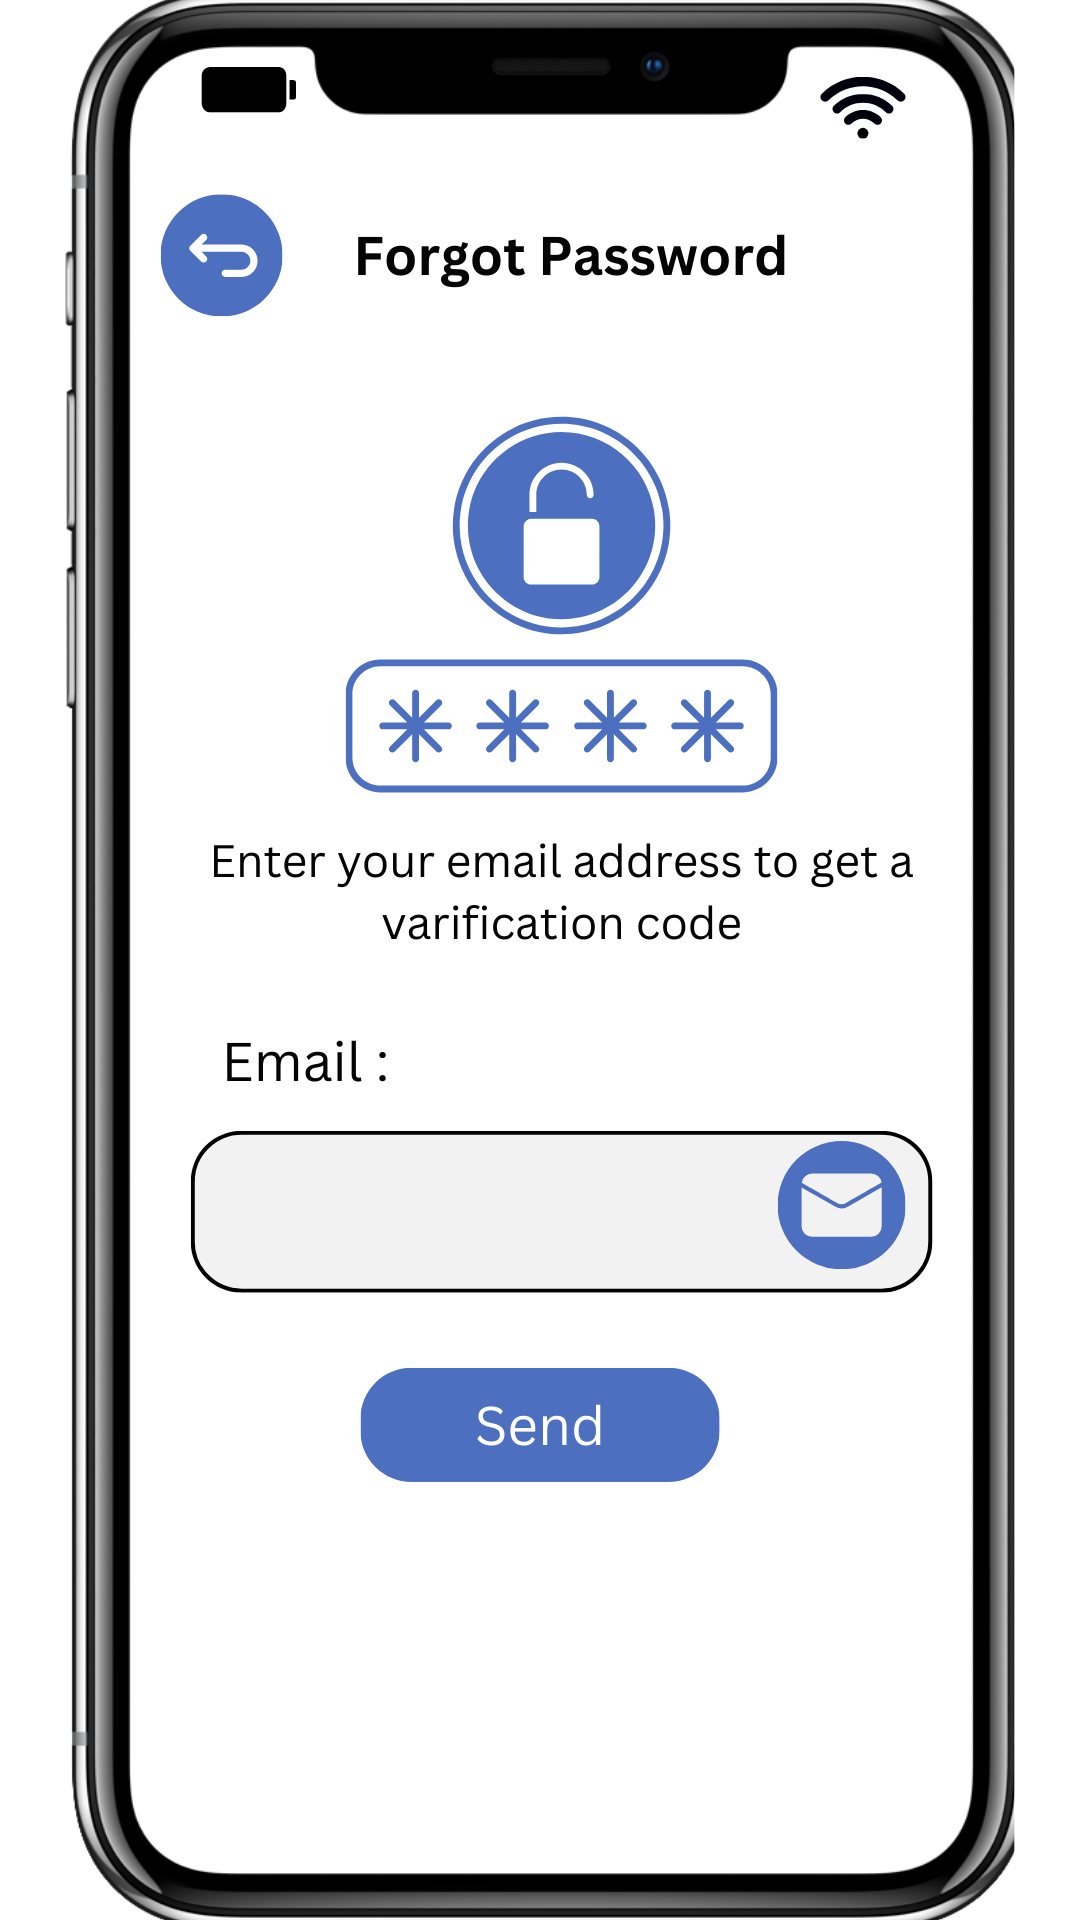 Forgot Password
Enter your email address to get a
varification code
Email :
Send